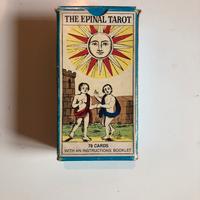 THE EPINAL TAROT
78 CARDS
WITH AN INSTRUCTIONS BOOKLET